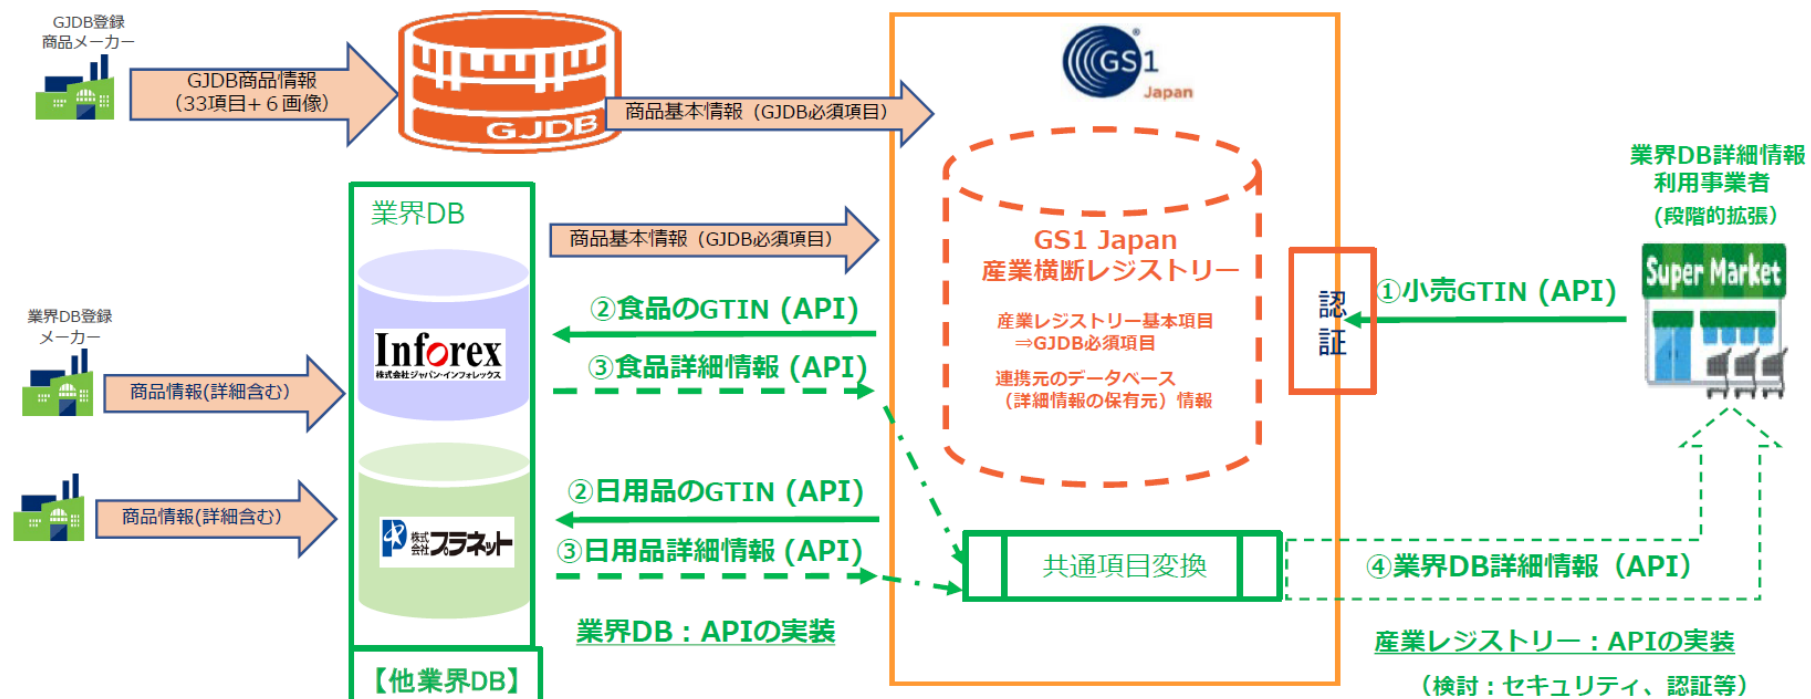 GJDB登録
商品メーカー
GJDB商品情報
（33項目+６画像）
GJDB
商品基本情報（GJDB必須項目）
GS1
®
Japan
業界DB詳細情報
利用事業者
(段階的拡張)
業界DB
商品基本情報（GJDB必須項目）
GS1 Japan
産業横断レジストリー
産業レジストリー基本項目
⇒GJDB必須項目
連携元のデータベース
（詳細情報の保有元）情報
認証
①小売GTIN (API)
Super Market
②食品のGTIN (API)
③食品詳細情報 (API)
業界DB登録
メーカー
商品情報(詳細含む)
Inforex
株式会社ジャパン・インフォレックス
②日用品のGTIN (API)
③日用品詳細情報 (API)
商品情報(詳細含む)
株式会社プラネット
共通項目変換
④業界DB詳細情報（API）
業界DB：APIの実装
産業レジストリー：APIの実装
（検討：セキュリティ、認証等）
【他業界DB】